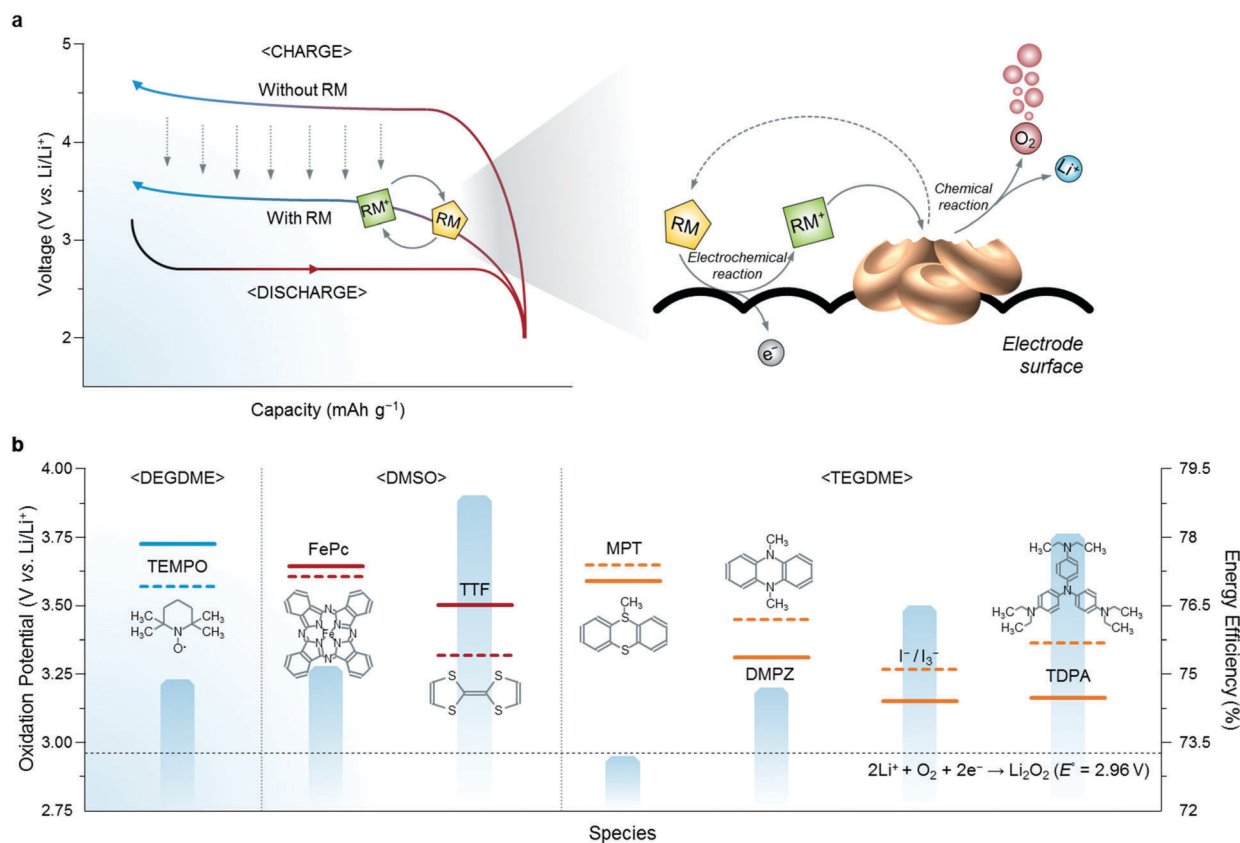 a
<CHARGE>
Without RM
With RM
RM⁺
RM
<DISCHARGE>
5
4
3
2
Voltage (V vs. Li/Li⁺)
Capacity (mAh g⁻¹)
O₂
Li⁺
Chemical
reaction
RM
RM⁺
Electrochemical
reaction
e⁻
Electrode
surface
b
<DEGDME>
<DMSO>
<TEGDME>
4.00
3.75
3.50
3.25
3.00
2.75
Oxidation Potential (V vs. Li/Li⁺)
79.5
78
76.5
75
73.5
72
Energy Efficiency (%)
TEMPO
H₃C
CH₃
H₃C
N
CH₃
O•
FePc
N
N
N
N
Fe
N
N
N
N
TTF
S
S
S
S
MPT
CH₃
S
S
CH₃
N
N
CH₃
DMPZ
I⁻/I₃⁻
H₃C
N
CH₃
N
H₃C
N
H₃C
N
CH₃
CH₃
TDPA
2Li⁺ + O₂ + 2e⁻ → Li₂O₂ (E° = 2.96 V)
Species